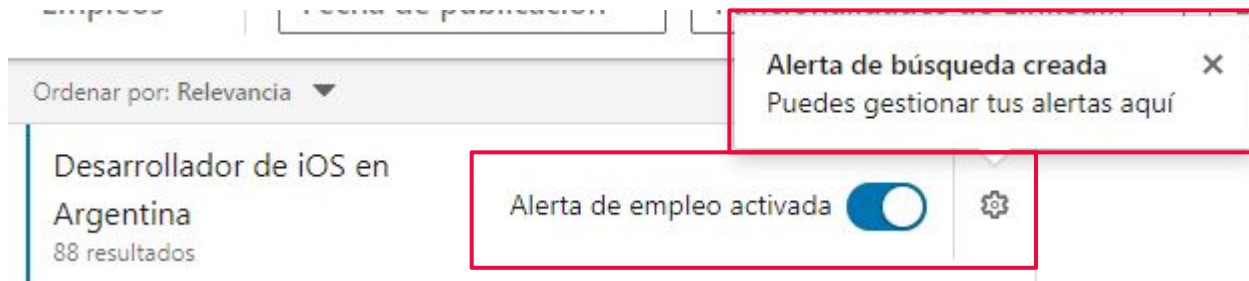 Empleos Fecha de publicación
Alerta de búsqueda creada
Puedes gestionar tus alertas aquí
Ordenar por: Relevancia
Desarrollador de iOS en
Argentina
88 resultados
Alerta de empleo activada